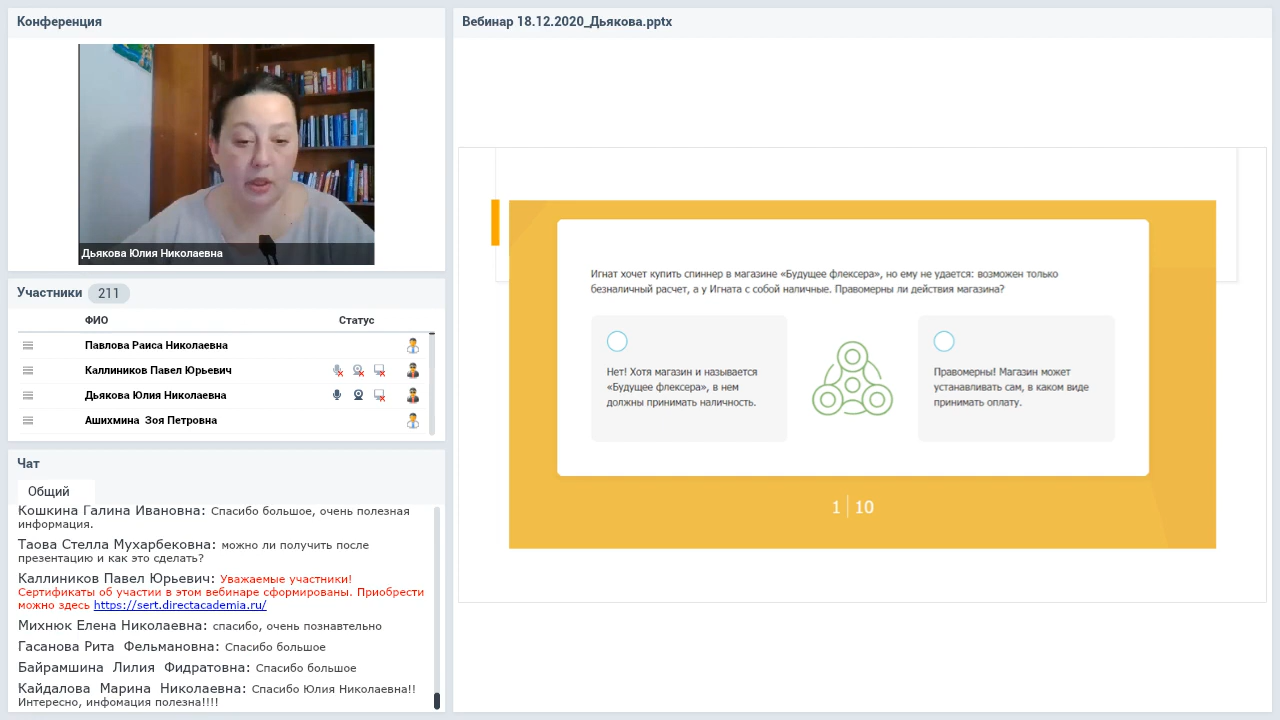 Конференция
Дьякова Юлия Николаевна
Участники 211
ФИО Статус
Павлова Раиса Николаевна
Каллиников Павел Юрьевич
Дьякова Юлия Николаевна
Ашихмина Зоя Петровна
Чат
Общий
Кошкина Галина Ивановна: Спасибо большое, очень полезная
информация.
Таова Стелла Мухарбековна: можно ли получить после
презентацию и как это сделать?
Каллиников Павел Юрьевич: Уважаемые участники!
Сертификаты об участии в этом вебинаре сформированы. Приобрести
можно здесь https://sert.directacademia.ru/
Михнюк Елена Николаевна: спасибо, очень познавтельно
Гасанова Рита Фельмановна: Спасибо большое
Байрамшина Лилия Фидратовна: Спасибо большое
Кайдалова Марина Николаевна: Спасибо Юлия Николаевна!!
Интересно, инфомация полезна!!!!
Вебинар 18.12.2020_Дьякова.pptx
Игнат хочет купить спиннер в магазине «Будущее флексера», но ему не удается: возможен только
безналичный расчет, а у Игната с собой наличные. Правомерны ли действия магазина?
Нет! Хотя магазин и называется
«Будущее флексера», в нем
должны принимать наличность.
Правомерны! Магазин может
устанавливать сам, в каком виде
принимать оплату.
1 10